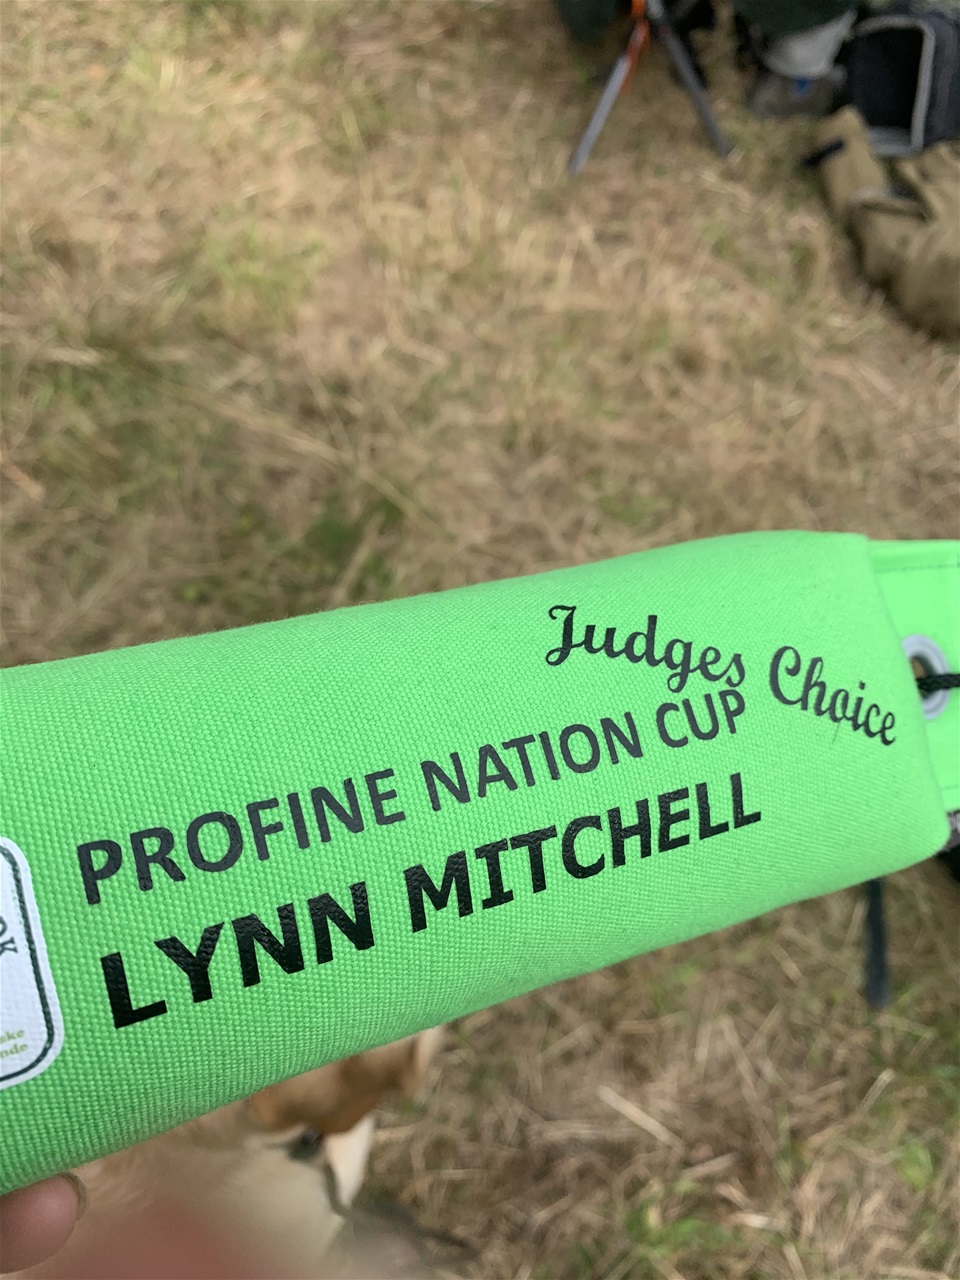 Judges Choice
PROFINE NATION CUP
LYNN MITCHELL